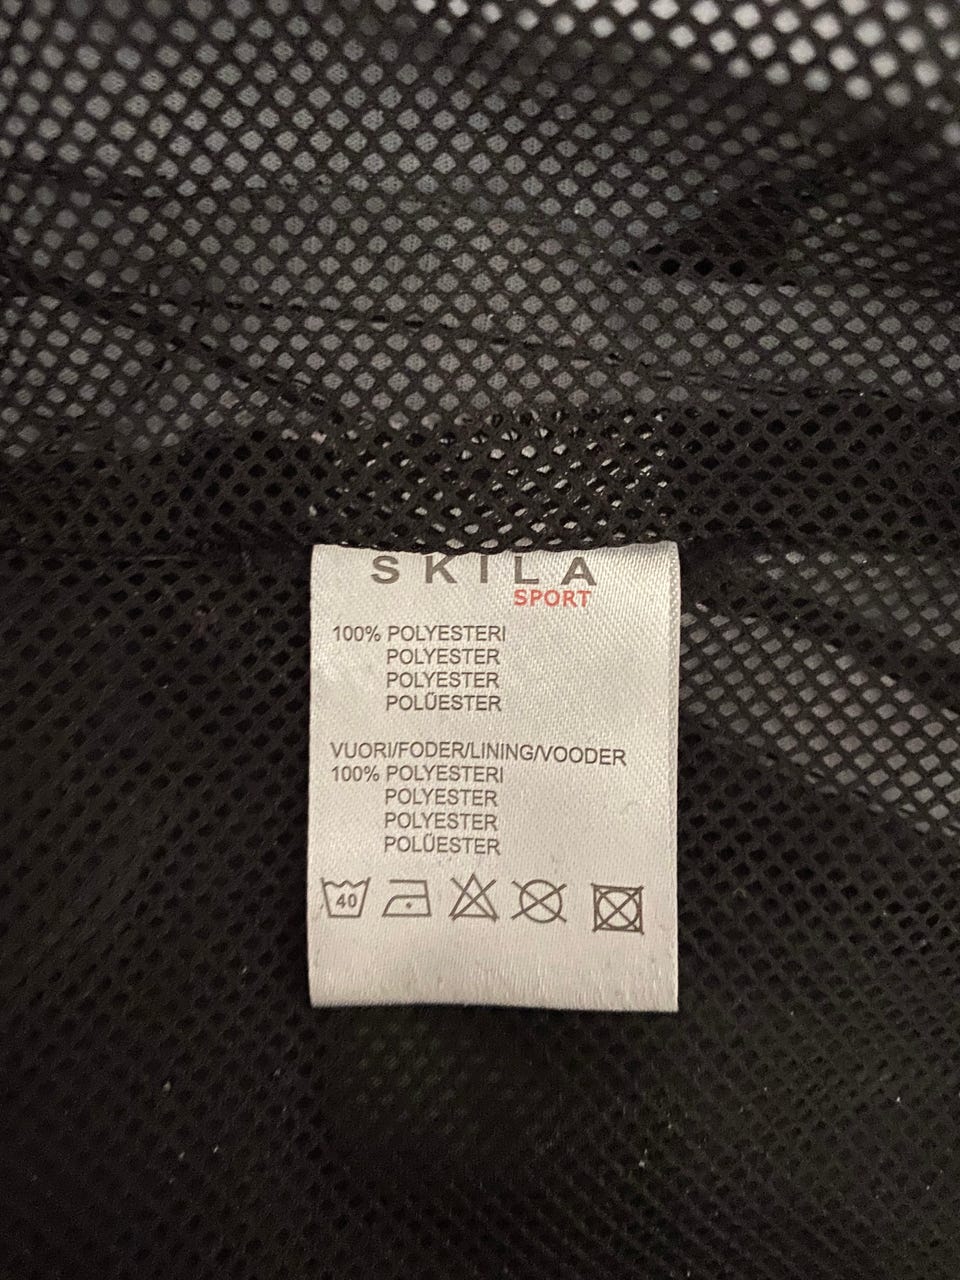 SKILA
SPORT
100% POLYESTERI
POLYESTER
POLYESTER
POLÜESTER
VUORI/FODER/LINING/VOODER
100% POLYESTERI
POLYESTER
POLYESTER
POLÜESTER
40